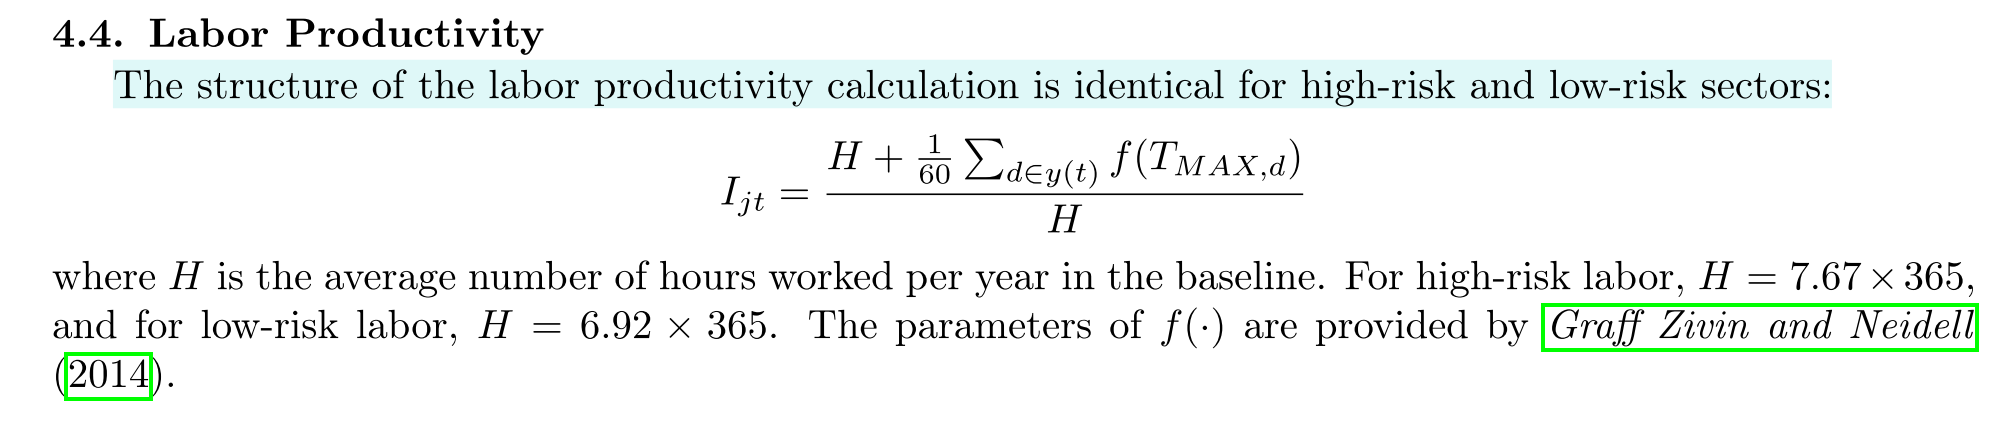 4.4. Labor Productivity
The structure of the labor productivity calculation is identical for high-risk and low-risk sectors:
I_{jt} = \frac{H + \frac{1}{60} \sum_{d \in y(t)} f(T_{MAX,d})}{H}
where H is the average number of hours worked per year in the baseline. For high-risk labor, H = 7.67 × 365,
and for low-risk labor, H = 6.92 × 365. The parameters of f(·) are provided by Graff Zivin and Neidell
(2014).